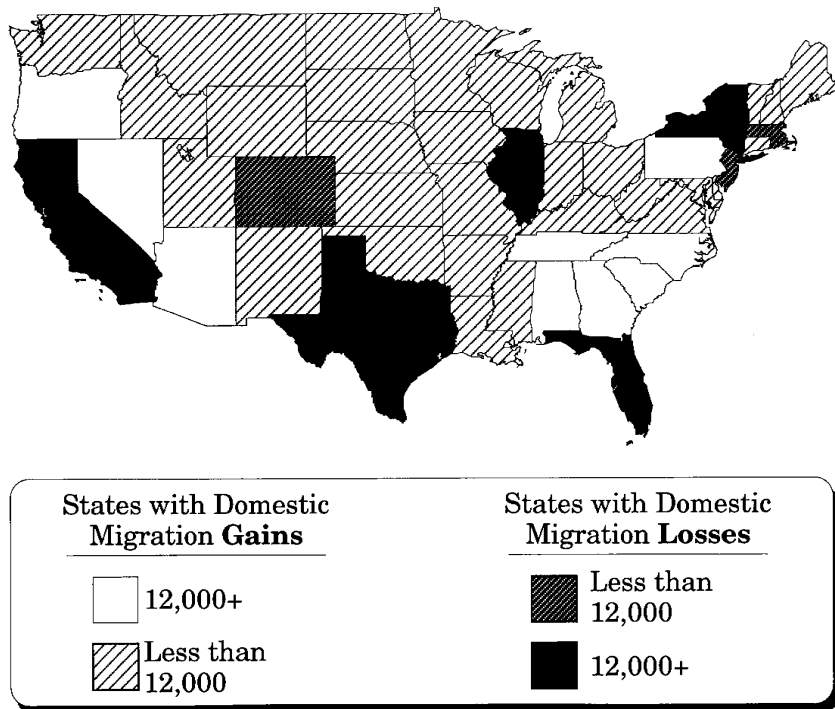 States with Domestic
Migration Gains
12,000+
Less than
12,000
States with Domestic
Migration Losses
Less than
12,000
12,000+